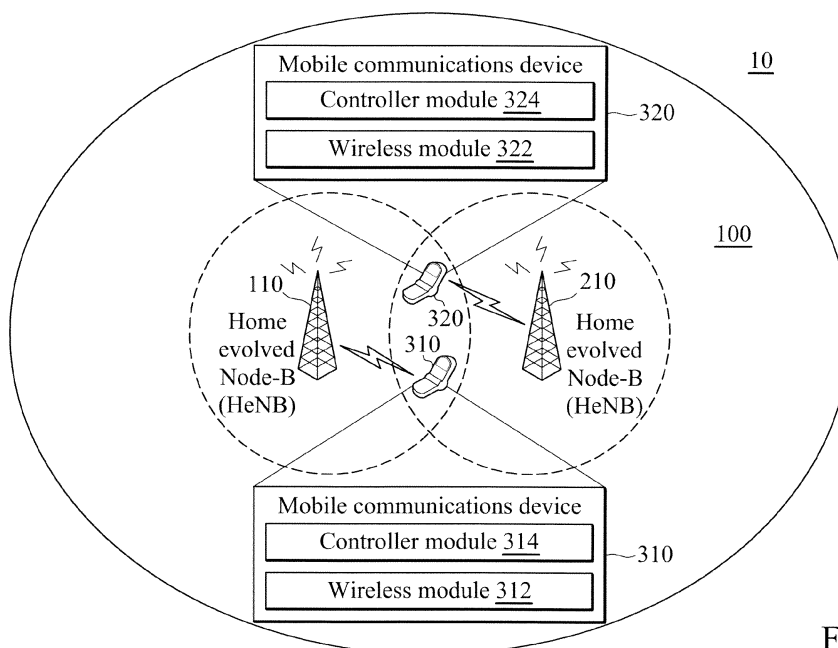 10
Mobile communications device
Controller module 324
Wireless module 322
320
100
110
Home
evolved
Node-B
(HeNB)
320
310
210
Home
evolved
Node-B
(HeNB)
Mobile communications device
Controller module 314
Wireless module 312
310
F